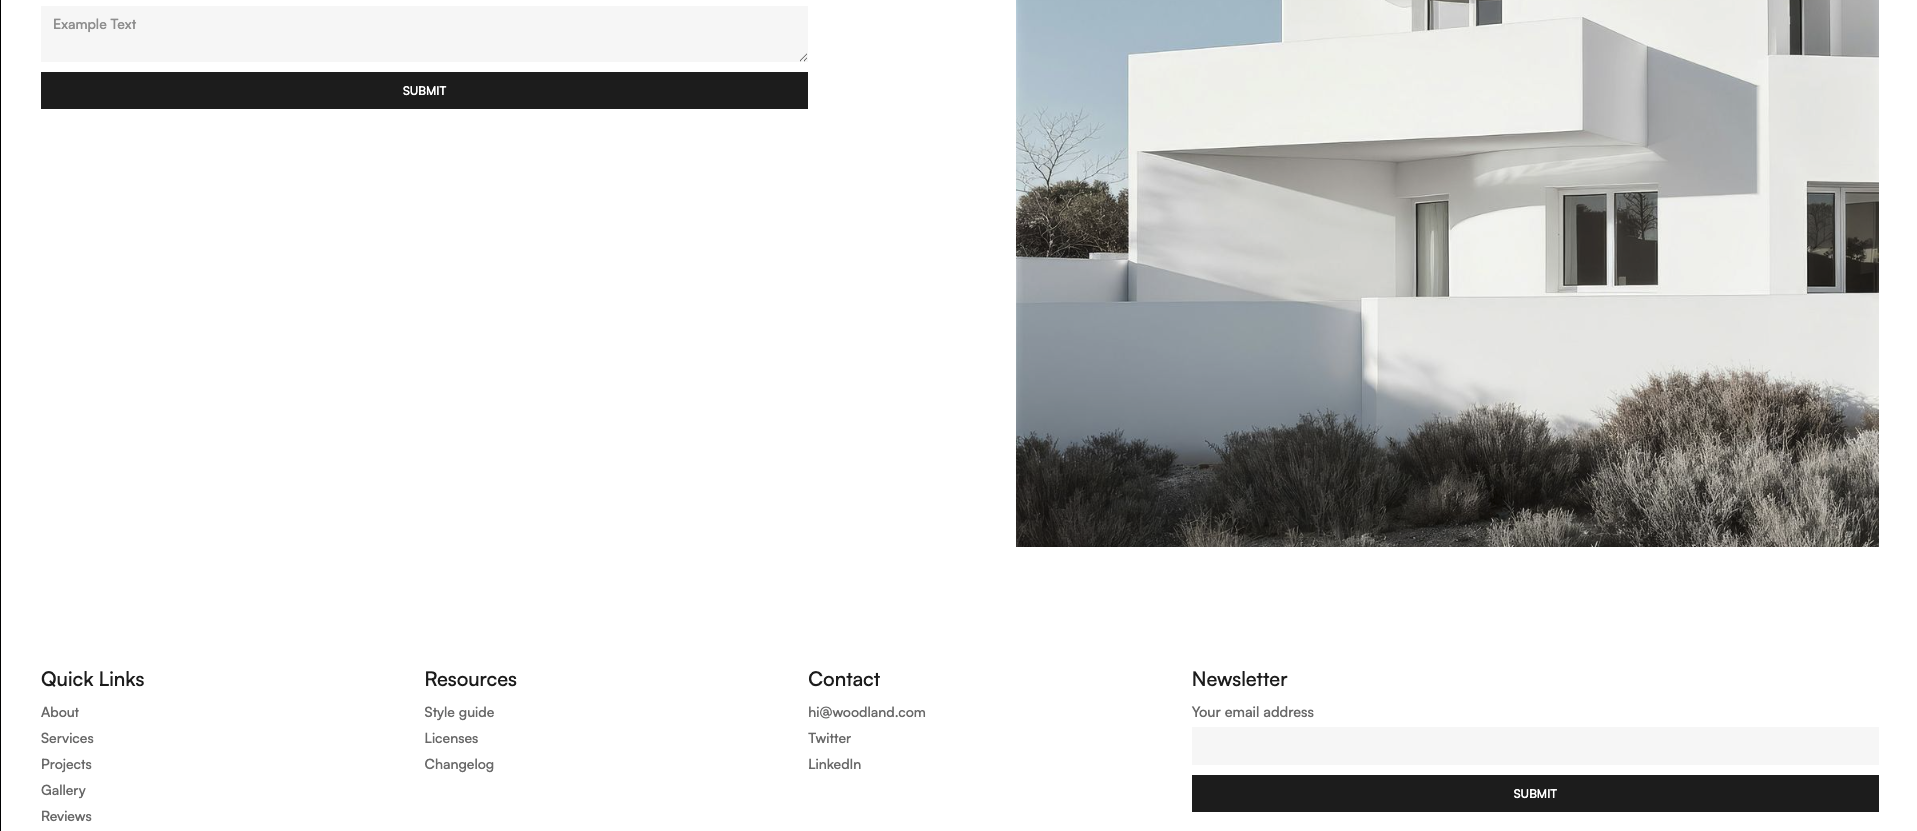 Example Text
SUBMIT
Quick Links
About
Services
Projects
Gallery
Reviews
Resources
Style guide
Licenses
Changelog
Contact
hi@woodland.com
Twitter
LinkedIn
Newsletter
Your email address
SUBMIT